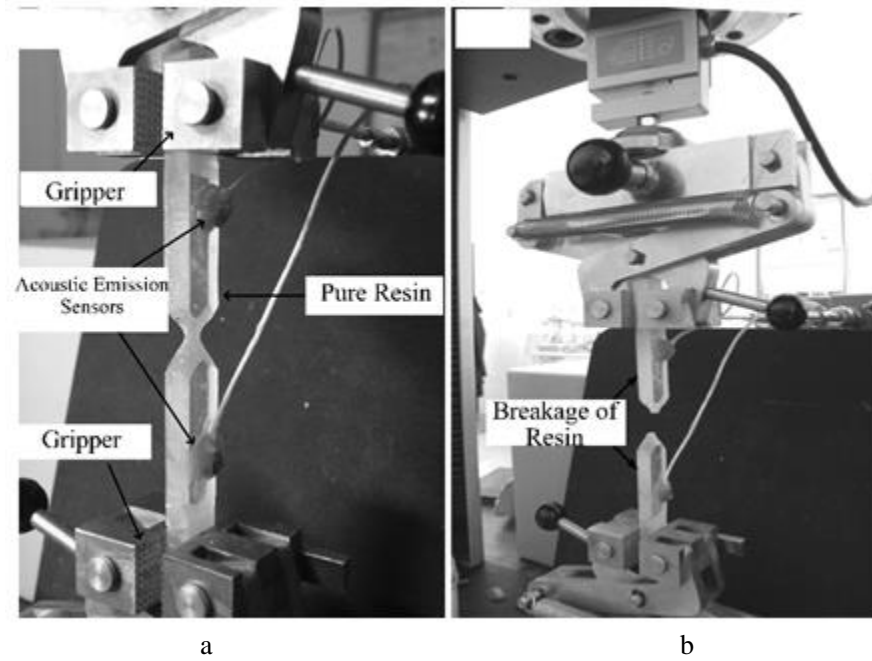 Gripper
Acoustic Emission
Sensors
Pure Resin
Gripper
Breakage of
Resin
a
b